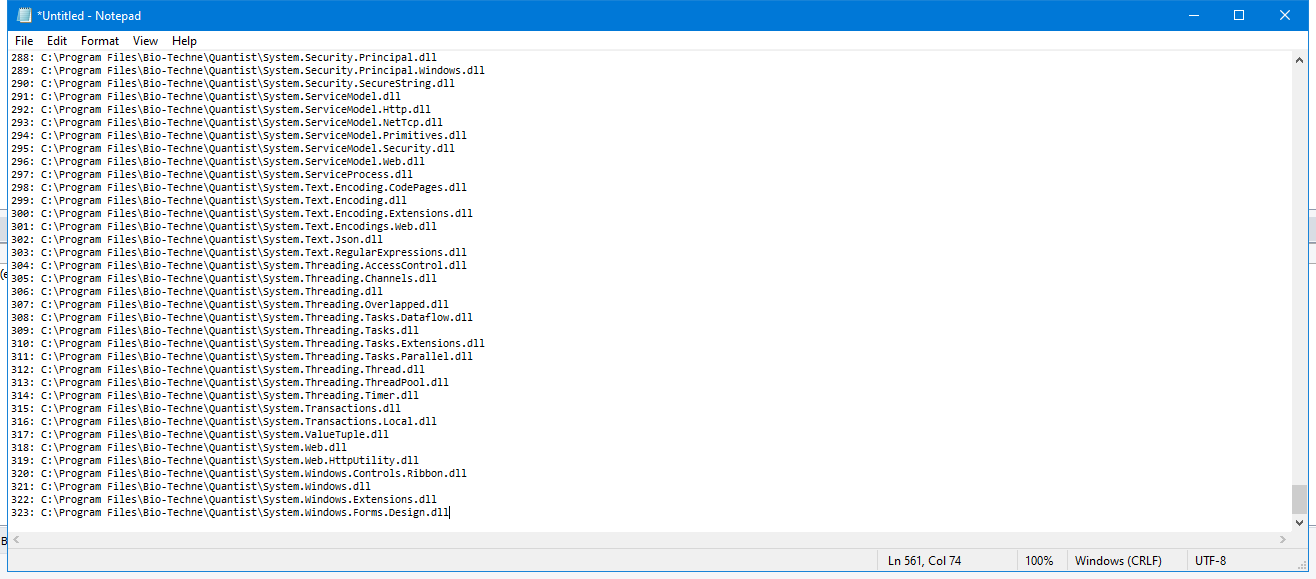 *Untitled - Notepad
File Edit Format View Help
288: C:\Program Files\Bio-Techne\Quantist\System.Security.Principal.dll
289: C:\Program Files\Bio-Techne\Quantist\System.Security.Principal.Windows.dll
290: C:\Program Files\Bio-Techne\Quantist\System.Security.SecureString.dll
291: C:\Program Files\Bio-Techne\Quantist\System.ServiceModel.dll
292: C:\Program Files\Bio-Techne\Quantist\System.ServiceModel.Http.dll
293: C:\Program Files\Bio-Techne\Quantist\System.ServiceModel.NetTcp.dll
294: C:\Program Files\Bio-Techne\Quantist\System.ServiceModel.Primitives.dll
295: C:\Program Files\Bio-Techne\Quantist\System.ServiceModel.Security.dll
296: C:\Program Files\Bio-Techne\Quantist\System.ServiceModel.Web.dll
297: C:\Program Files\Bio-Techne\Quantist\System.ServiceProcess.dll
298: C:\Program Files\Bio-Techne\Quantist\System.Text.Encoding.CodePages.dll
299: C:\Program Files\Bio-Techne\Quantist\System.Text.Encoding.dll
300: C:\Program Files\Bio-Techne\Quantist\System.Text.Encoding.Extensions.dll
301: C:\Program Files\Bio-Techne\Quantist\System.Text.Encodings.Web.dll
302: C:\Program Files\Bio-Techne\Quantist\System.Text.Json.dll
303: C:\Program Files\Bio-Techne\Quantist\System.Text.RegularExpressions.dll
304: C:\Program Files\Bio-Techne\Quantist\System.Threading.AccessControl.dll
305: C:\Program Files\Bio-Techne\Quantist\System.Threading.Channels.dll
306: C:\Program Files\Bio-Techne\Quantist\System.Threading.dll
307: C:\Program Files\Bio-Techne\Quantist\System.Threading.Overlapped.dll
308: C:\Program Files\Bio-Techne\Quantist\System.Threading.Tasks.Dataflow.dll
309: C:\Program Files\Bio-Techne\Quantist\System.Threading.Tasks.dll
310: C:\Program Files\Bio-Techne\Quantist\System.Threading.Tasks.Extensions.dll
311: C:\Program Files\Bio-Techne\Quantist\System.Threading.Tasks.Parallel.dll
312: C:\Program Files\Bio-Techne\Quantist\System.Threading.Thread.dll
313: C:\Program Files\Bio-Techne\Quantist\System.Threading.ThreadPool.dll
314: C:\Program Files\Bio-Techne\Quantist\System.Threading.Timer.dll
315: C:\Program Files\Bio-Techne\Quantist\System.Transactions.dll
316: C:\Program Files\Bio-Techne\Quantist\System.Transactions.Local.dll
317: C:\Program Files\Bio-Techne\Quantist\System.ValueTuple.dll
318: C:\Program Files\Bio-Techne\Quantist\System.Web.dll
319: C:\Program Files\Bio-Techne\Quantist\System.Web.HttpUtility.dll
320: C:\Program Files\Bio-Techne\Quantist\System.Windows.Controls.Ribbon.dll
321: C:\Program Files\Bio-Techne\Quantist\System.Windows.dll
322: C:\Program Files\Bio-Techne\Quantist\System.Windows.Extensions.dll
323: C:\Program Files\Bio-Techne\Quantist\System.Windows.Forms.Design.dll
Ln 561, Col 74 100% Windows (CRLF) UTF-8